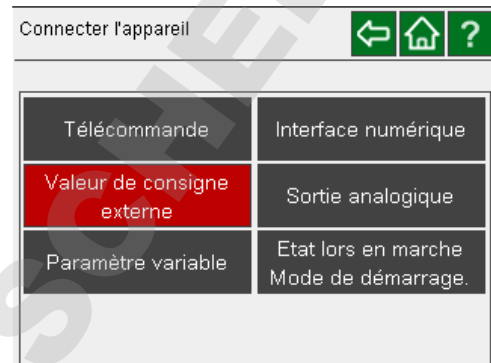 Connecter l'appareil
?
Télécommande
Interface numérique
Valeur de consigne
externe
Sortie analogique
Paramètre variable
Etat lors en marche
Mode de démarrage.
SCHE